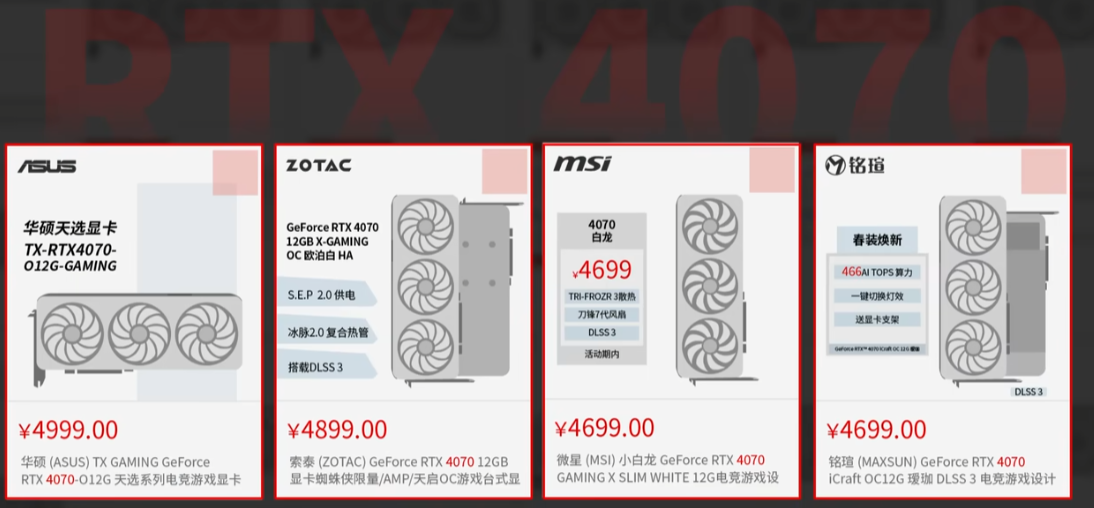 RTX 4070
ASUS
华硕天选显卡
TX-RTX4070-
O12G-GAMING
¥4999.00
华硕 (ASUS) TX GAMING GeForce
RTX 4070-O12G 天选系列电竞游戏显卡
ZOTAC
GeForce RTX 4070
12GB X-GAMING
OC 欧泊白 HA
S.E.P 2.0 供电
冰脉2.0 复合热管
搭载DLSS 3
¥4899.00
索泰 (ZOTAC) GeForce RTX 4070 12GB
显卡蜘蛛侠限量/AMP/天启OC游戏台式显
msi
4070
白龙
¥4699
TRI-FROZR 3散热
刀锋7代风扇
DLSS 3
活动期内
¥4699.00
微星 (MSI) 小白龙 GeForce RTX 4070
GAMING X SLIM WHITE 12G电竞游戏设
铭瑄
春装焕新
466AI TOPS 算力
一键切换灯效
送显卡支架
GeForce RTX™ 4070 iCraft OC 12G 瑷珈
DLSS 3
¥4699.00
铭瑄 (MAXSUN) GeForce RTX 4070
iCraft OC12G 瑷珈 DLSS 3 电竞游戏设计